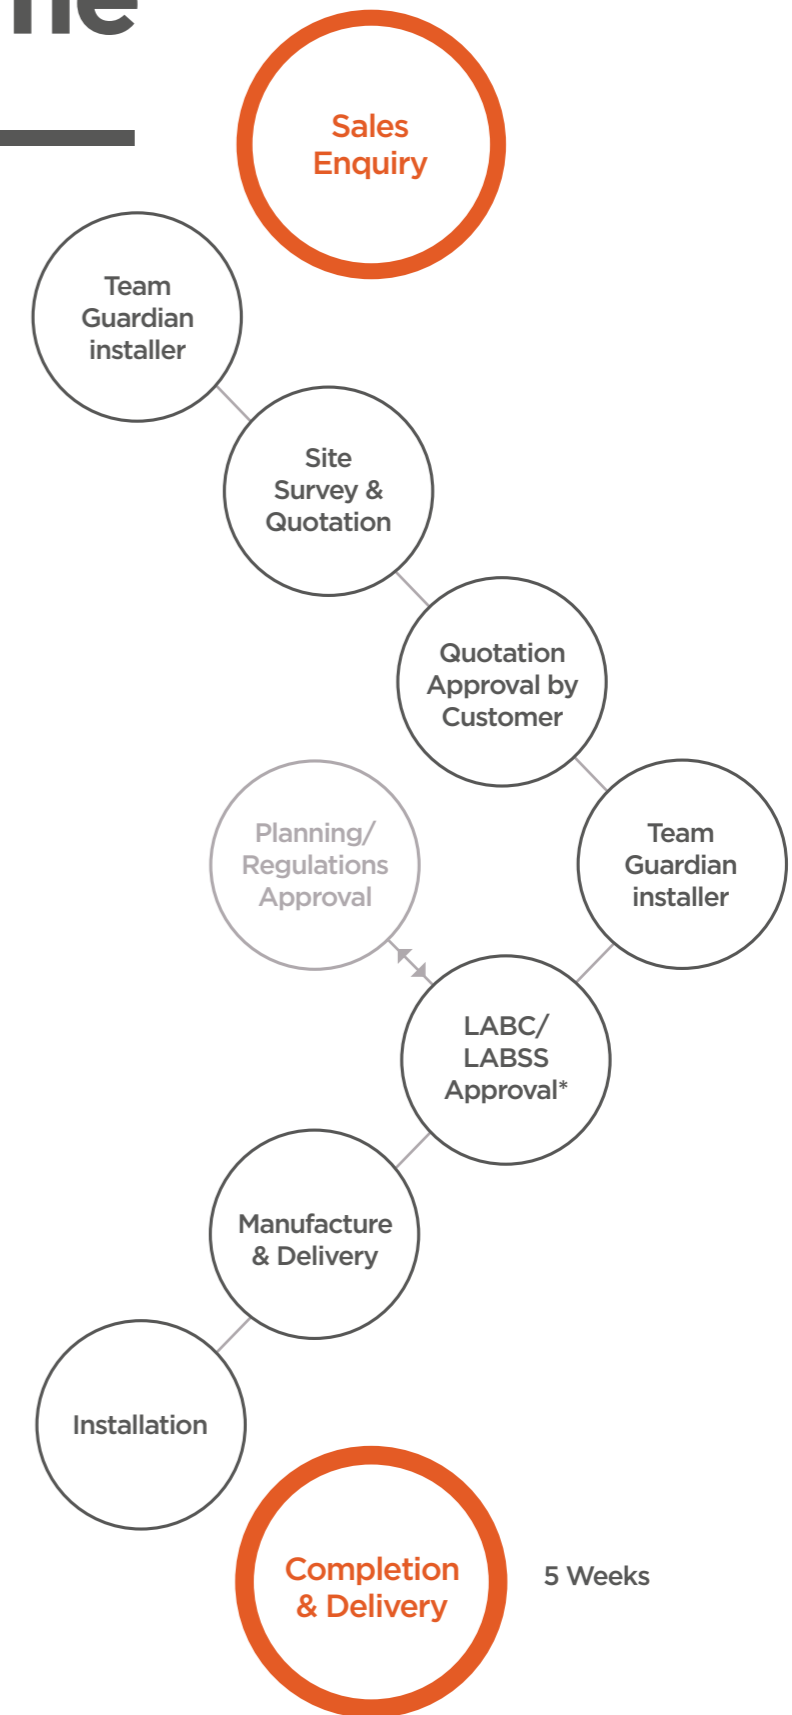 Sales
Enquiry
Team
Guardian
installer
Site
Survey &
Quotation
Quotation
Approval by
Customer
Planning/
Regulations
Approval
Team
Guardian
installer
LABC/
LABSS
Approval*
Manufacture
& Delivery
Installation
Completion
& Delivery
5 Weeks